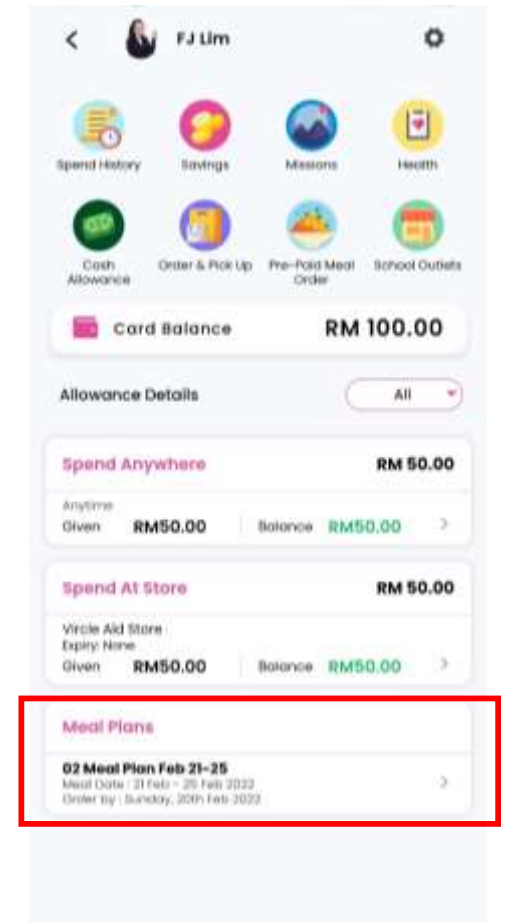 FJ Lim
Spend History
Savings
Missions
Health
Cash
Allowance
Order & Pick Up
Pre-Paid Meal
Order
School Outlets
Card Balance
RM 100.00
Allowance Details
All
Spend Anywhere
RM 50.00
Anytime
Given
RM50.00
Balance
RM50.00
Spend At Store
RM 50.00
Vircle Aid Store
Expiry: None
Given
RM50.00
Balance
RM50.00
Meal Plans
02 Meal Plan Feb 21-25
Meal Date : 21 Feb - 25 Feb 2022
Order by : Sunday, 20th Feb 2022